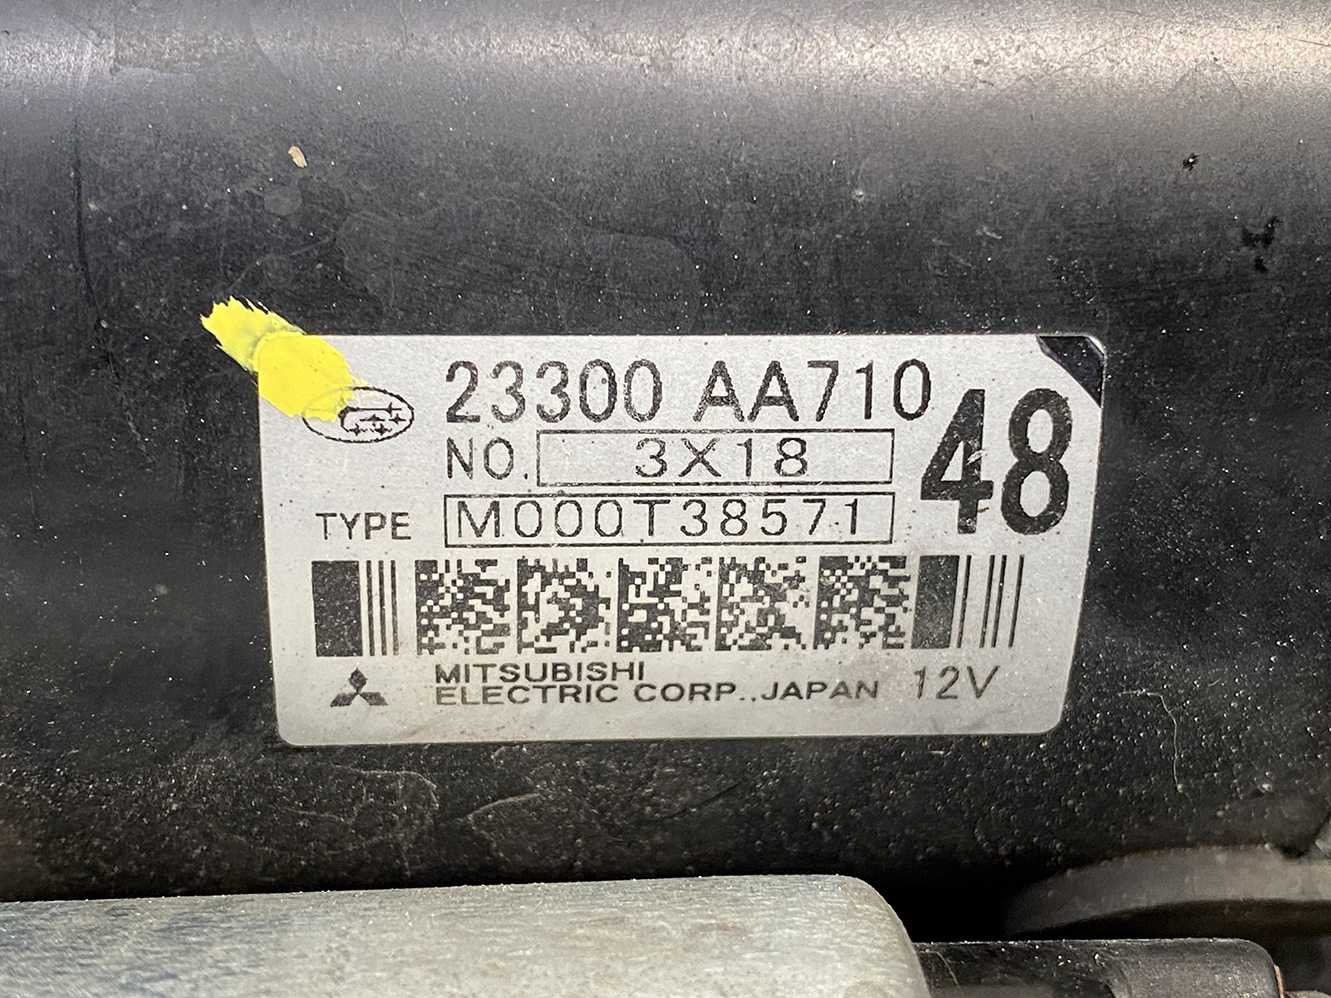 23300 AA710
48
NO. 3X18
TYPE M000T38571
MITSUBISHI
ELECTRIC CORP., JAPAN 12V